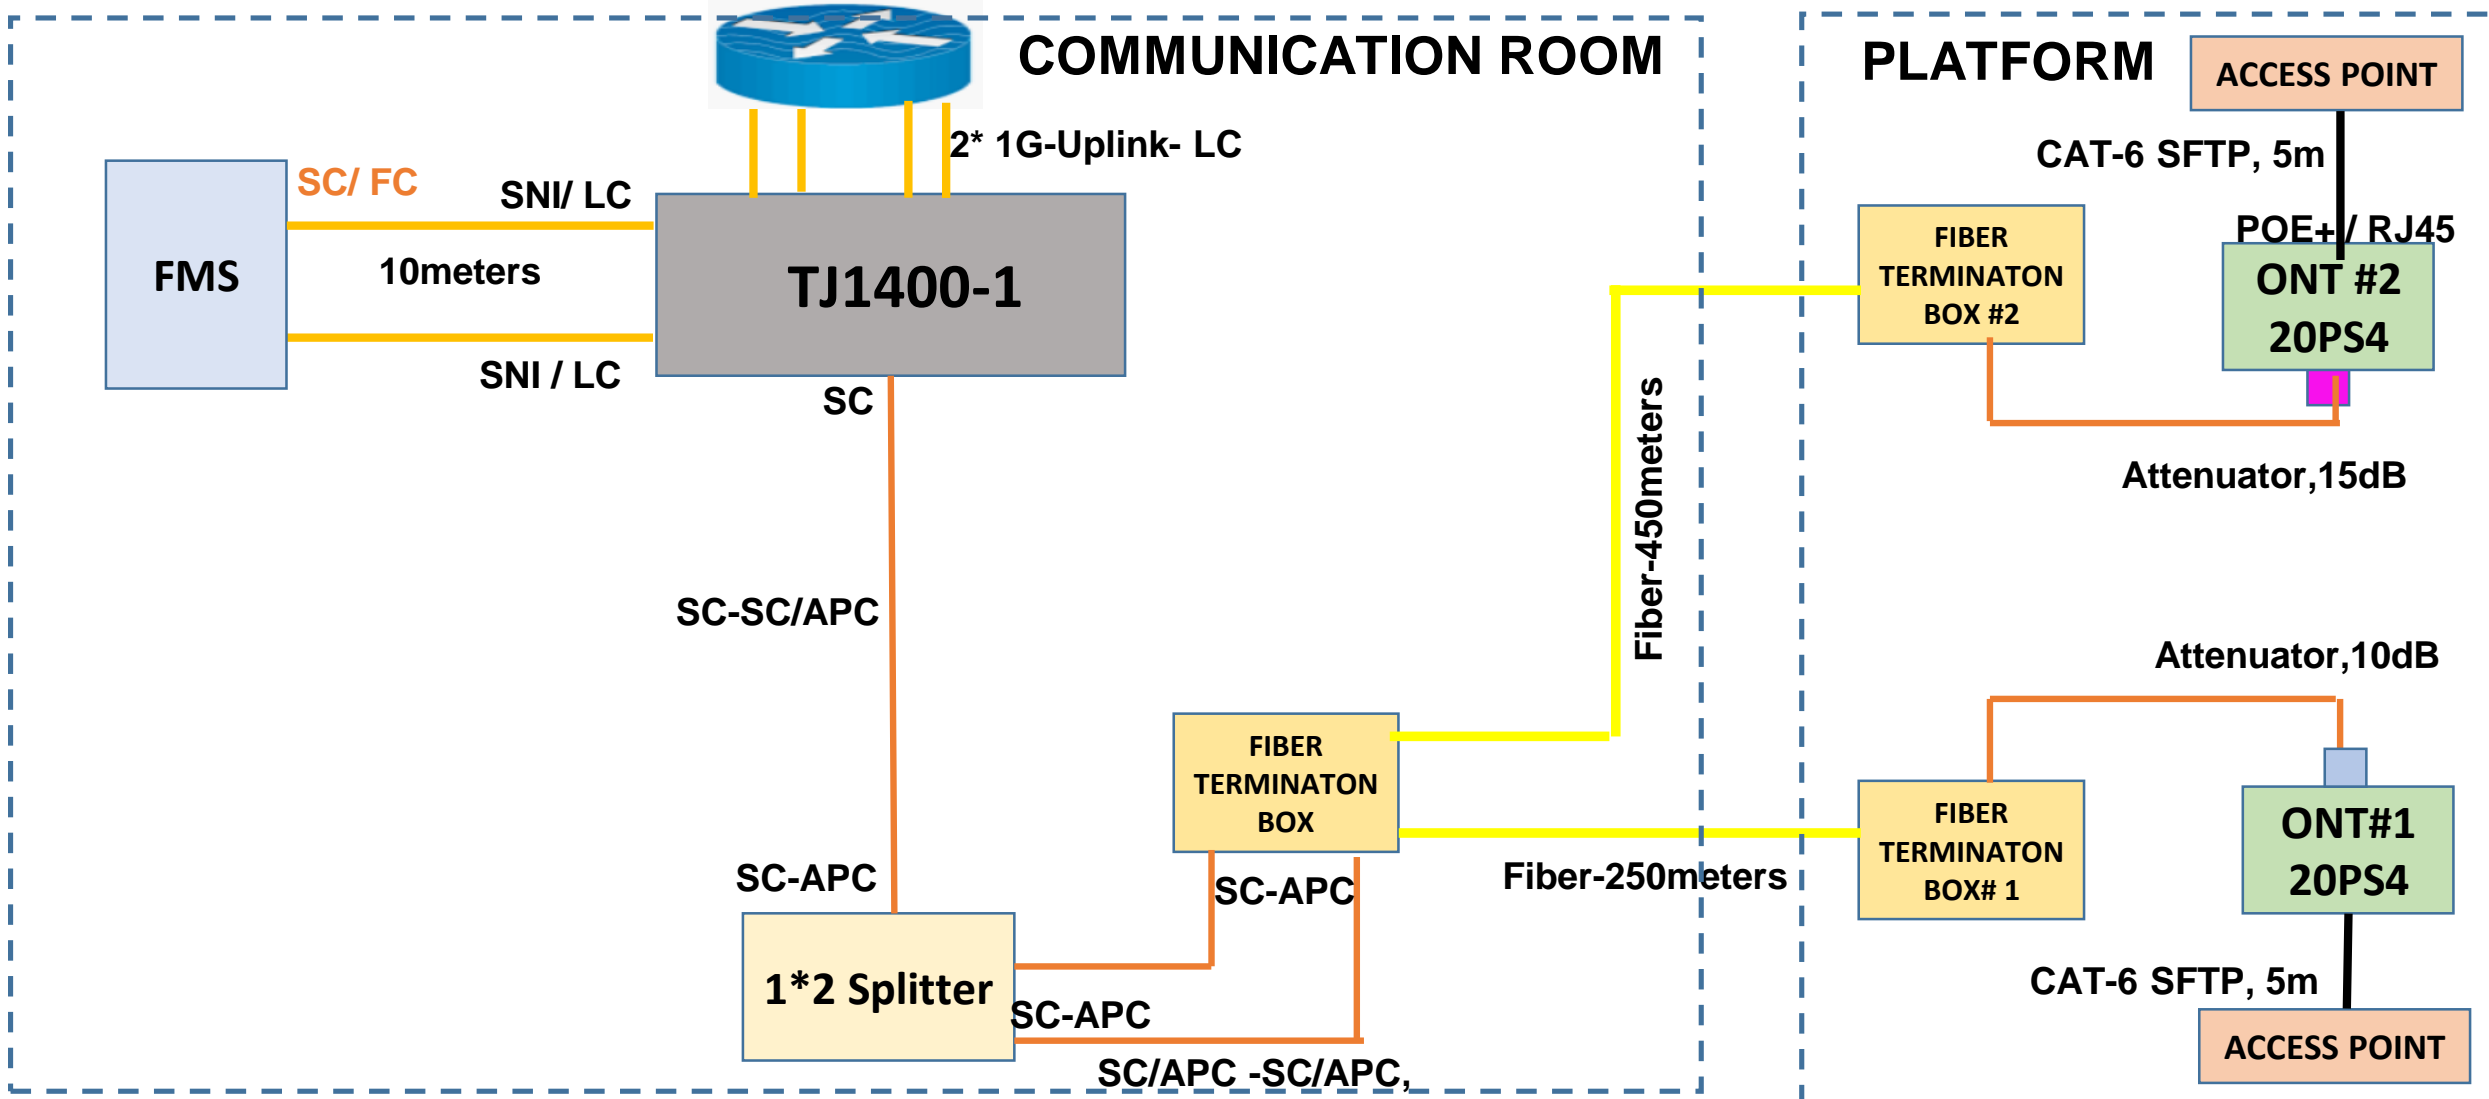 COMMUNICATION ROOM
PLATFORM
ACCESS POINT
2* 1G-Uplink- LC
CAT-6 SFTP, 5m
SC/ FC
SNI/ LC
FMS
10meters
TJ1400-1
SNI / LC
SC
FIBER
TERMINATON
BOX #2
POE+ / RJ45
ONT #2
20PS4
Attenuator,15dB
Fiber-450meters
SC-SC/APC
Attenuator,10dB
FIBER
TERMINATON
BOX
FIBER
TERMINATON
BOX# 1
ONT#1
20PS4
SC-APC
SC-APC
Fiber-250meters
1*2 Splitter
SC-APC
SC/APC -SC/APC,
CAT-6 SFTP, 5m
ACCESS POINT